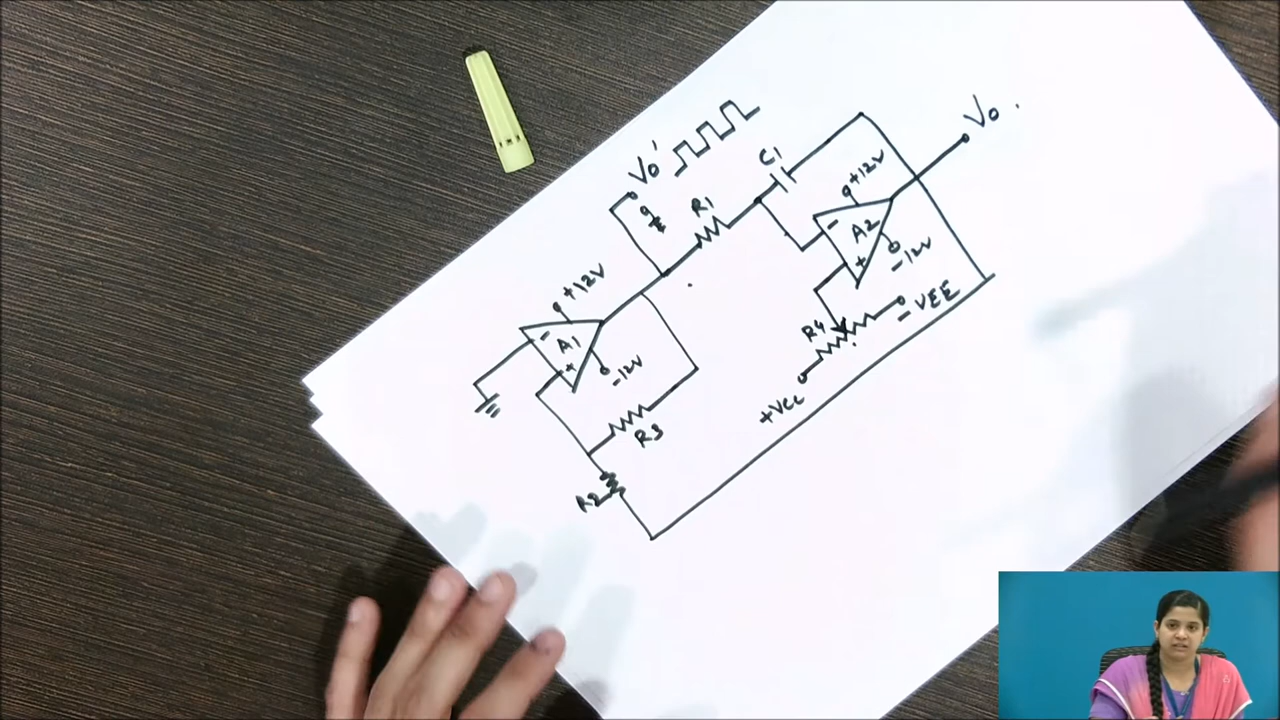 Vo'
C1
Vo
R1
+12V
A2
-
+
-12V
+12V
A1
-
+
-12V
R4
-VEE
+Vcc
R3
R2